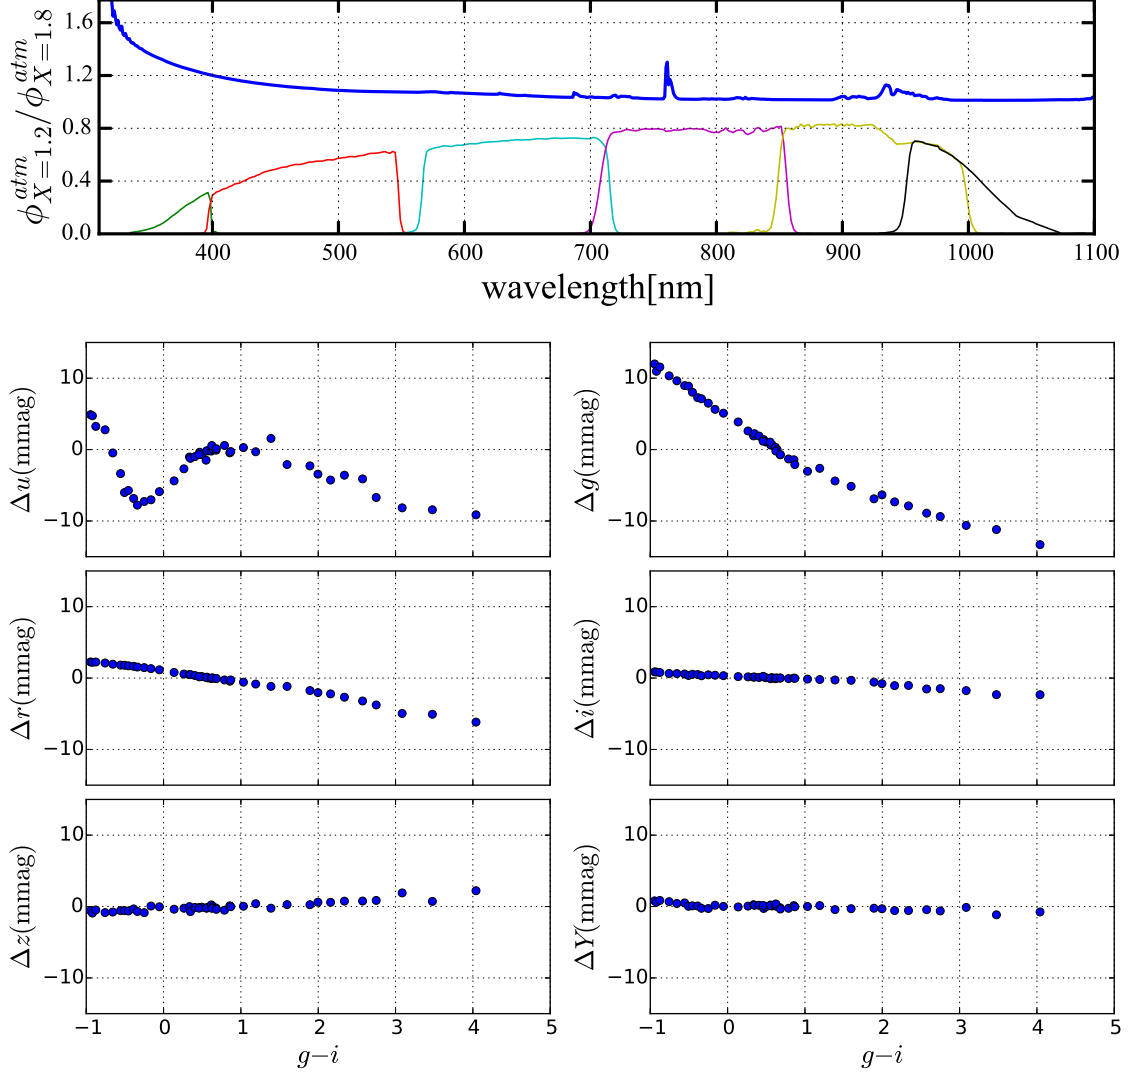 ϕ^{atm}_{X=1.2}/ϕ^{atm}_{X=1.8}
1.6
1.2
0.8
0.4
0.0
400 500 600 700 800 900 1000 1100
wavelength[nm]
Δu(mmag)
10
0
−10
Δg(mmag)
10
0
−10
Δr(mmag)
10
0
−10
Δi(mmag)
10
0
−10
Δz(mmag)
10
0
−10
−1 0 1 2 3 4 5
g−i
ΔY(mmag)
10
0
−10
−1 0 1 2 3 4 5
g−i